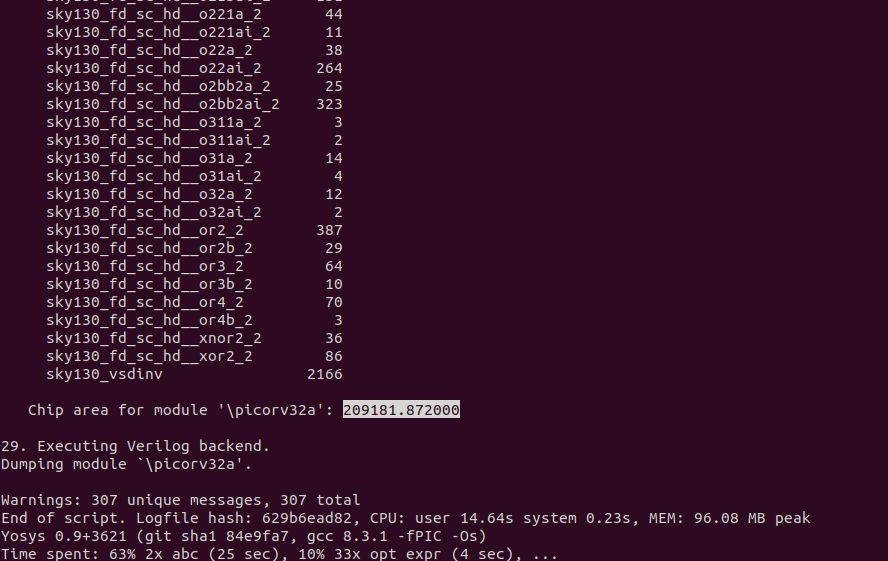 sky130_fd_sc_hd__o221a_2 44
sky130_fd_sc_hd__o221ai_2 11
sky130_fd_sc_hd__o22a_2 38
sky130_fd_sc_hd__o22ai_2 264
sky130_fd_sc_hd__o2bb2a_2 25
sky130_fd_sc_hd__o2bb2ai_2 323
sky130_fd_sc_hd__o311a_2 3
sky130_fd_sc_hd__o311ai_2 2
sky130_fd_sc_hd__o31a_2 14
sky130_fd_sc_hd__o31ai_2 4
sky130_fd_sc_hd__o32a_2 12
sky130_fd_sc_hd__o32ai_2 2
sky130_fd_sc_hd__or2_2 387
sky130_fd_sc_hd__or2b_2 29
sky130_fd_sc_hd__or3_2 64
sky130_fd_sc_hd__or3b_2 10
sky130_fd_sc_hd__or4_2 70
sky130_fd_sc_hd__or4b_2 3
sky130_fd_sc_hd__xnor2_2 36
sky130_fd_sc_hd__xor2_2 86
sky130_vsdinv 2166
Chip area for module '\picorv32a': 209181.872000
29. Executing Verilog backend.
Dumping module `\picorv32a'.
Warnings: 307 unique messages, 307 total
End of script. Logfile hash: 629b6ead82, CPU: user 14.64s system 0.23s, MEM: 96.08 MB peak
Yosys 0.9+3621 (git sha1 84e9fa7, gcc 8.3.1 -fPIC -Os)
Time spent: 63% 2x abc (25 sec), 10% 33x opt expr (4 sec), ...